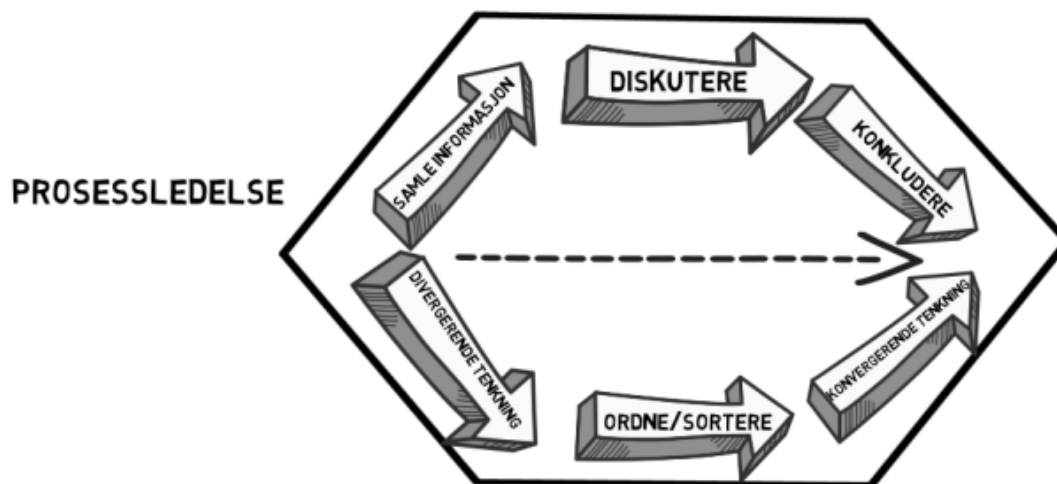 PROSESSLEDELSE
SAMLE INFORMASJON
DISKUTERE
KONKLUDERE
DIVERGERENDE TENKNING
ORDNE/SORTERE
KONVERGERENDE TENKNING